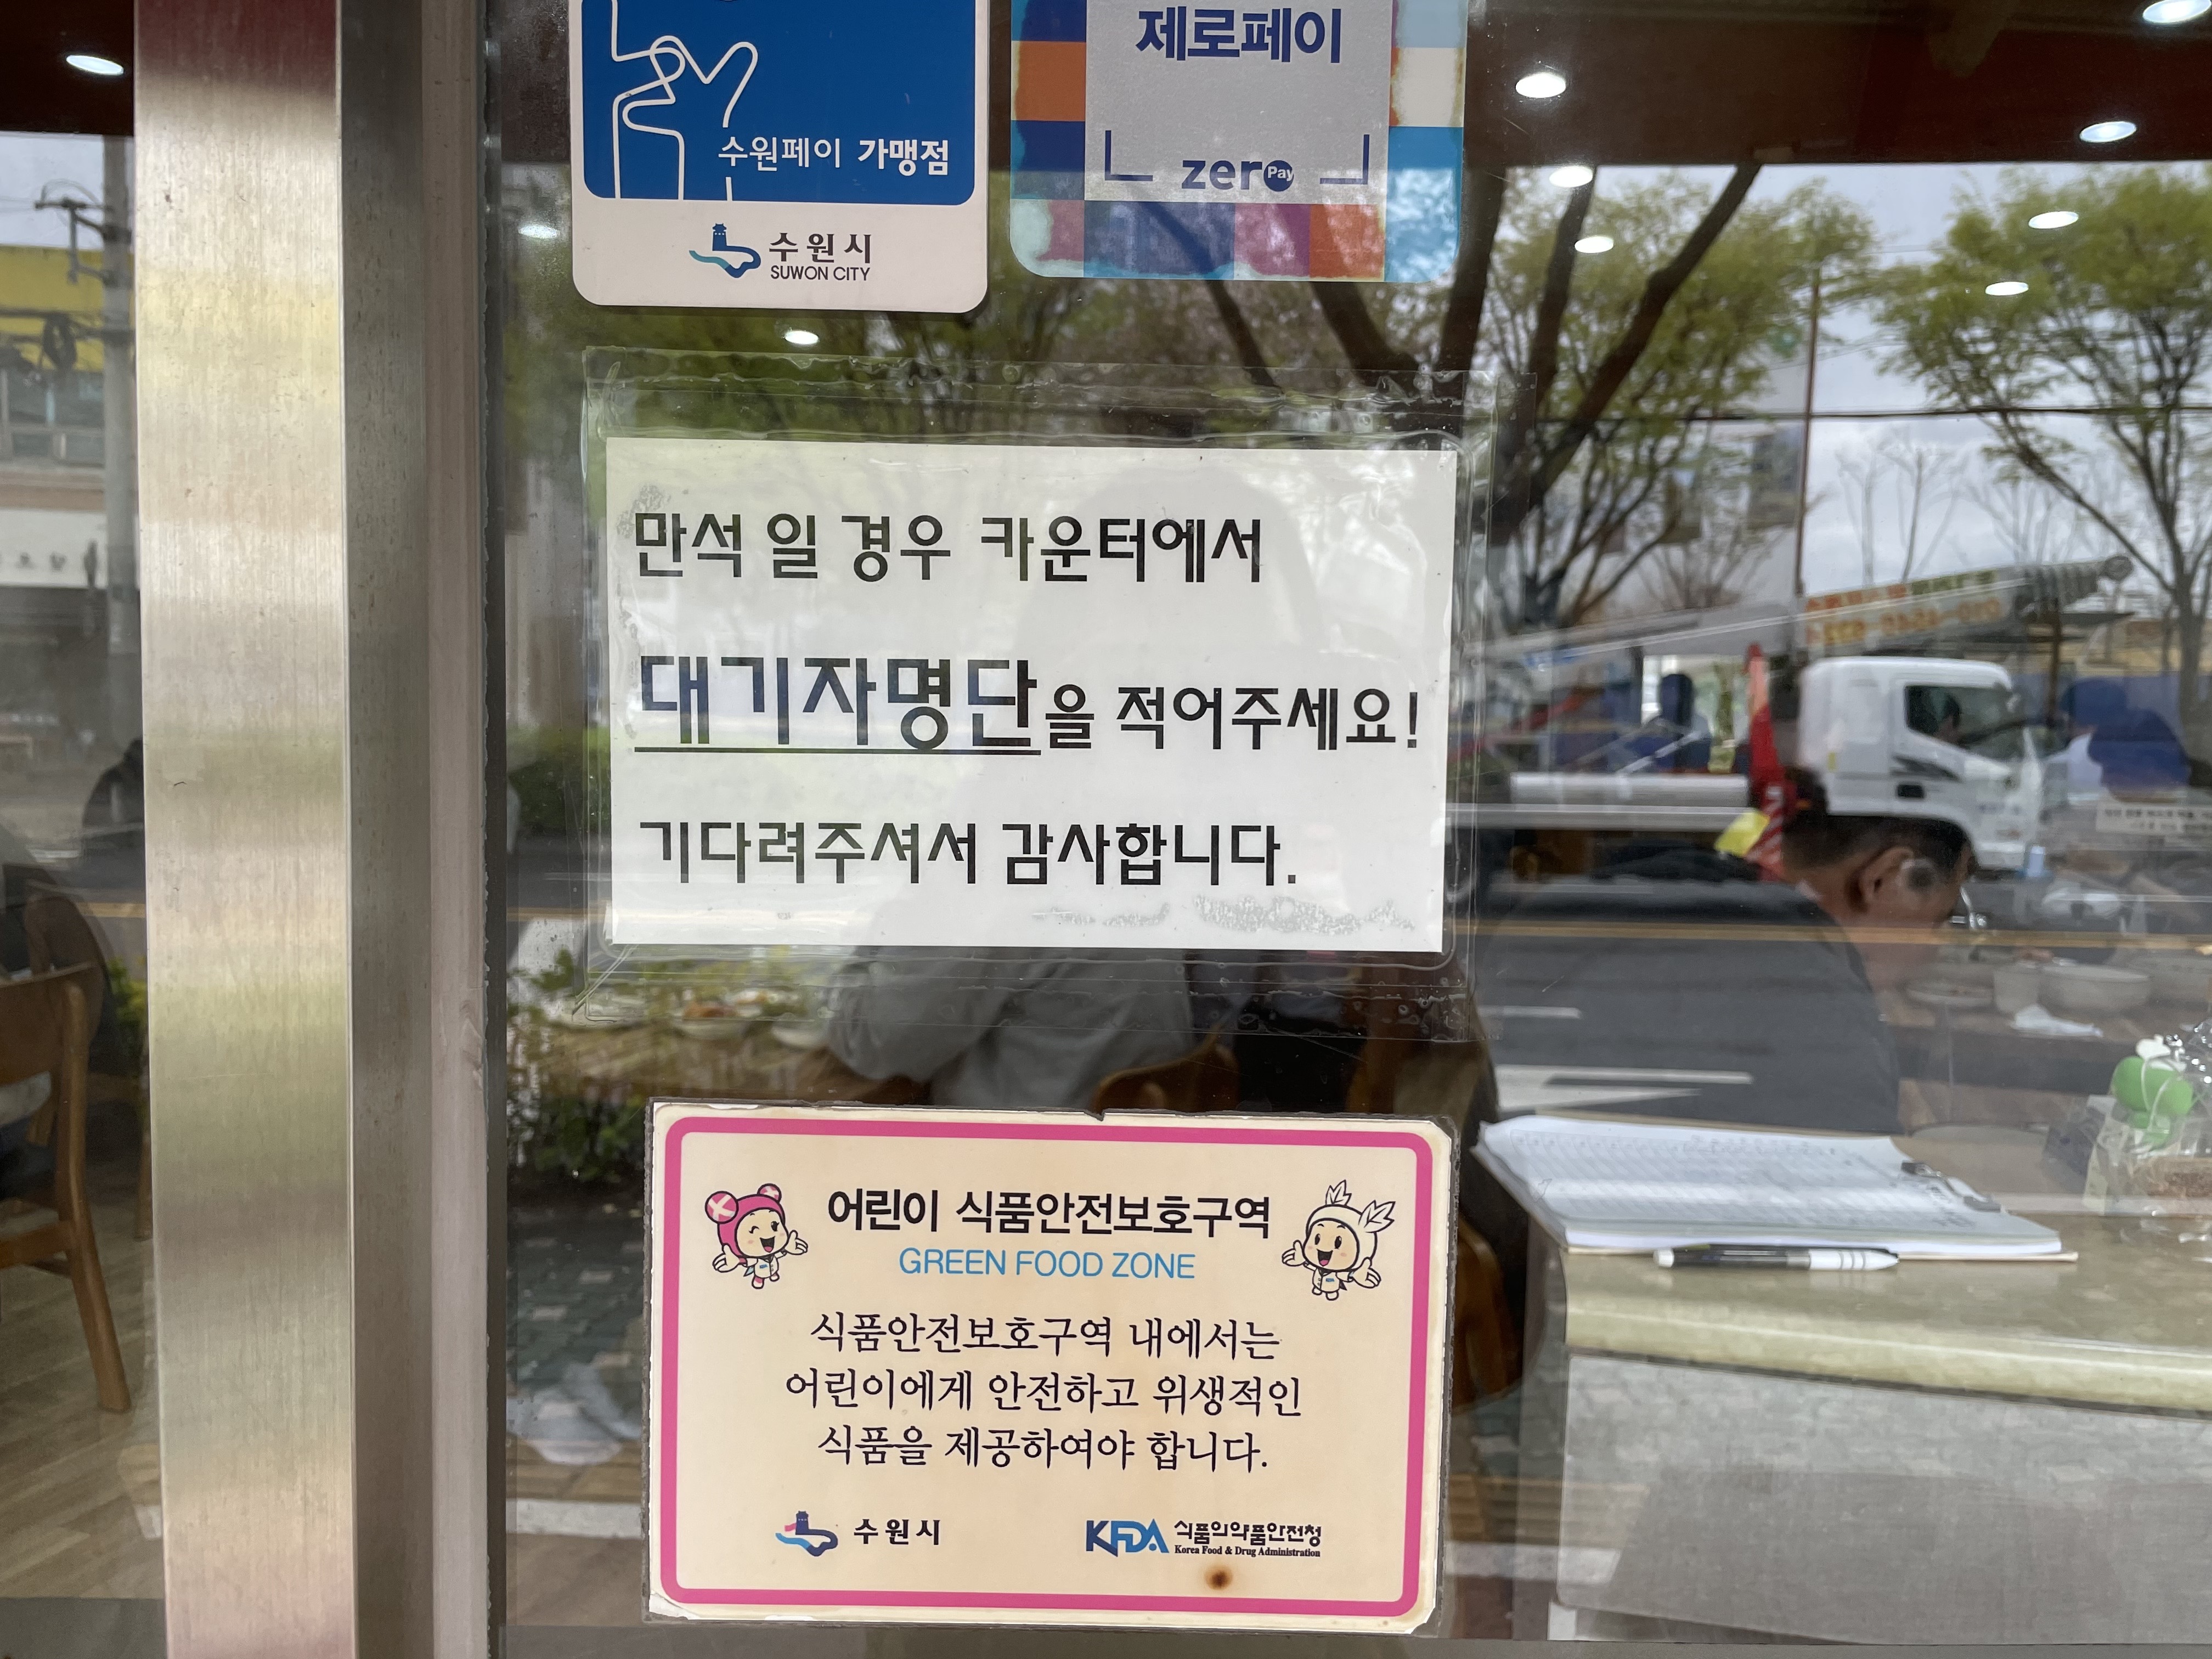 수원페이 가맹점
수원시
SUWON CITY
제로페이
zero Pay
만석 일 경우 카운터에서
대기자명단을 적어주세요!
기다려주셔서 감사합니다.
어린이 식품안전보호구역
GREEN FOOD ZONE
식품안전보호구역 내에서는
어린이에게 안전하고 위생적인
식품을 제공하여야 합니다.
수원시
KFDA 식품의약품안전청
Korea Food & Drug Administration